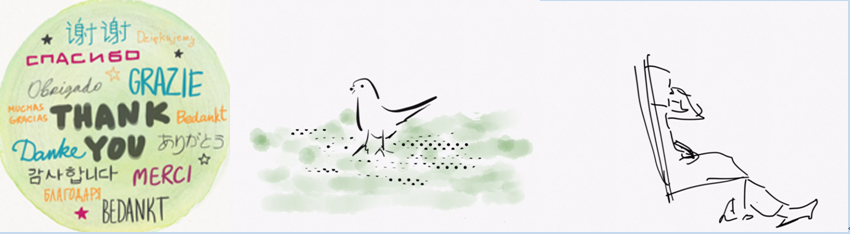 谢谢
Dziękujemy
СПАСИБО
Obrigado
GRAZIE
MUCHAS
GRACIAS
THANK
YOU
Bedankt
Danke
ありがとう
감사합니다
MERCI
БЛАГОДАРЯ
BEDANKT